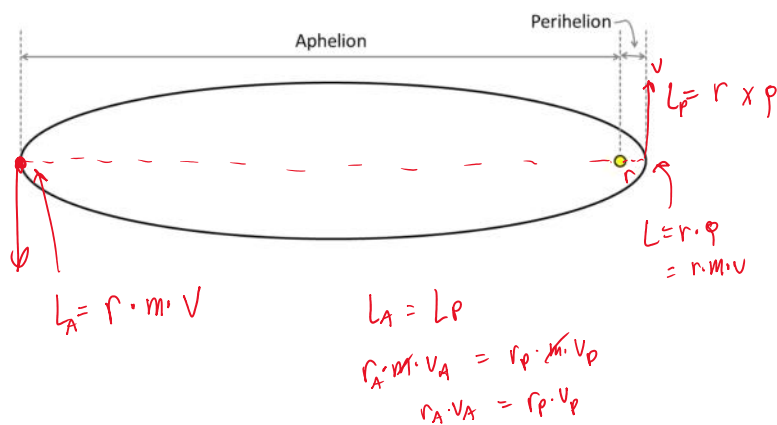 Perihelion
Aphelion
v
L_P = r × p
r
L = r · p
= r · m · v
L_A = r · m · V
L_A = L_P
r_A · m · v_A = r_P · m · v_P
r_A · v_A = r_P · v_P